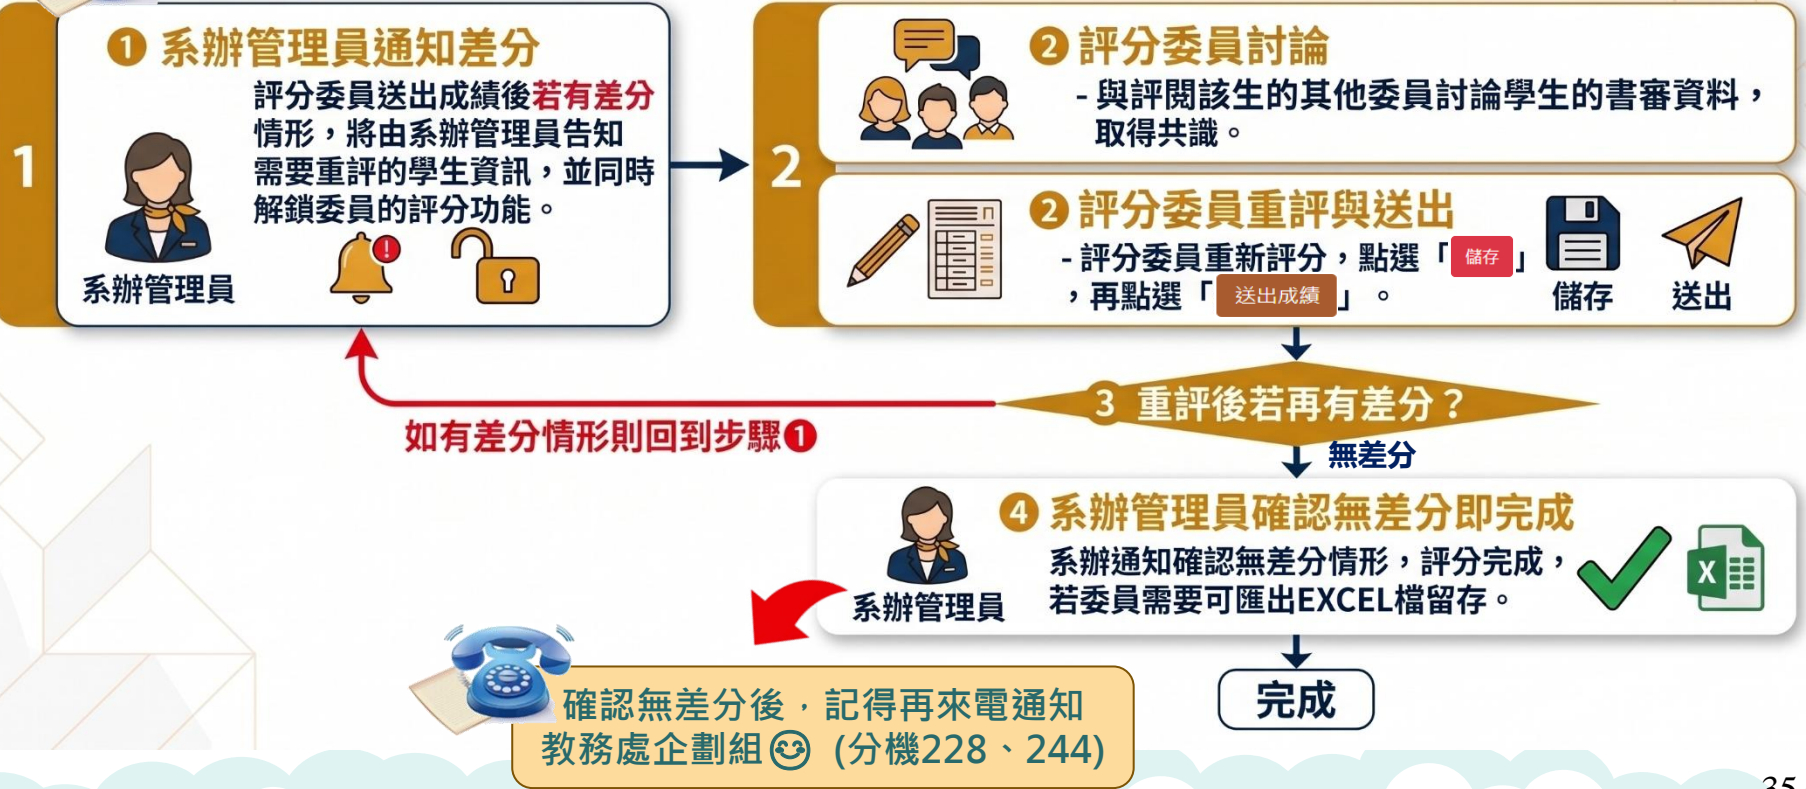 1
❶ 系辦管理員通知差分
評分委員送出成績後若有差分
情形，將由系辦管理員告知
需要重評的學生資訊，並同時
解鎖委員的評分功能。
系辦管理員
2
❷ 評分委員討論
- 與評閱該生的其他委員討論學生的書審資料，
取得共識。
❷ 評分委員重評與送出
- 評分委員重新評分，點選「儲存」
，再點選「送出成績」。
儲存
送出
3 重評後若再有差分？
如有差分情形則回到步驟❶
無差分
❹ 系辦管理員確認無差分即完成
系辦通知確認無差分情形，評分完成，
若委員需要可匯出EXCEL檔留存。
系辦管理員
X
完成
確認無差分後，記得再來電通知
教務處企劃組😊 (分機228、244)
35